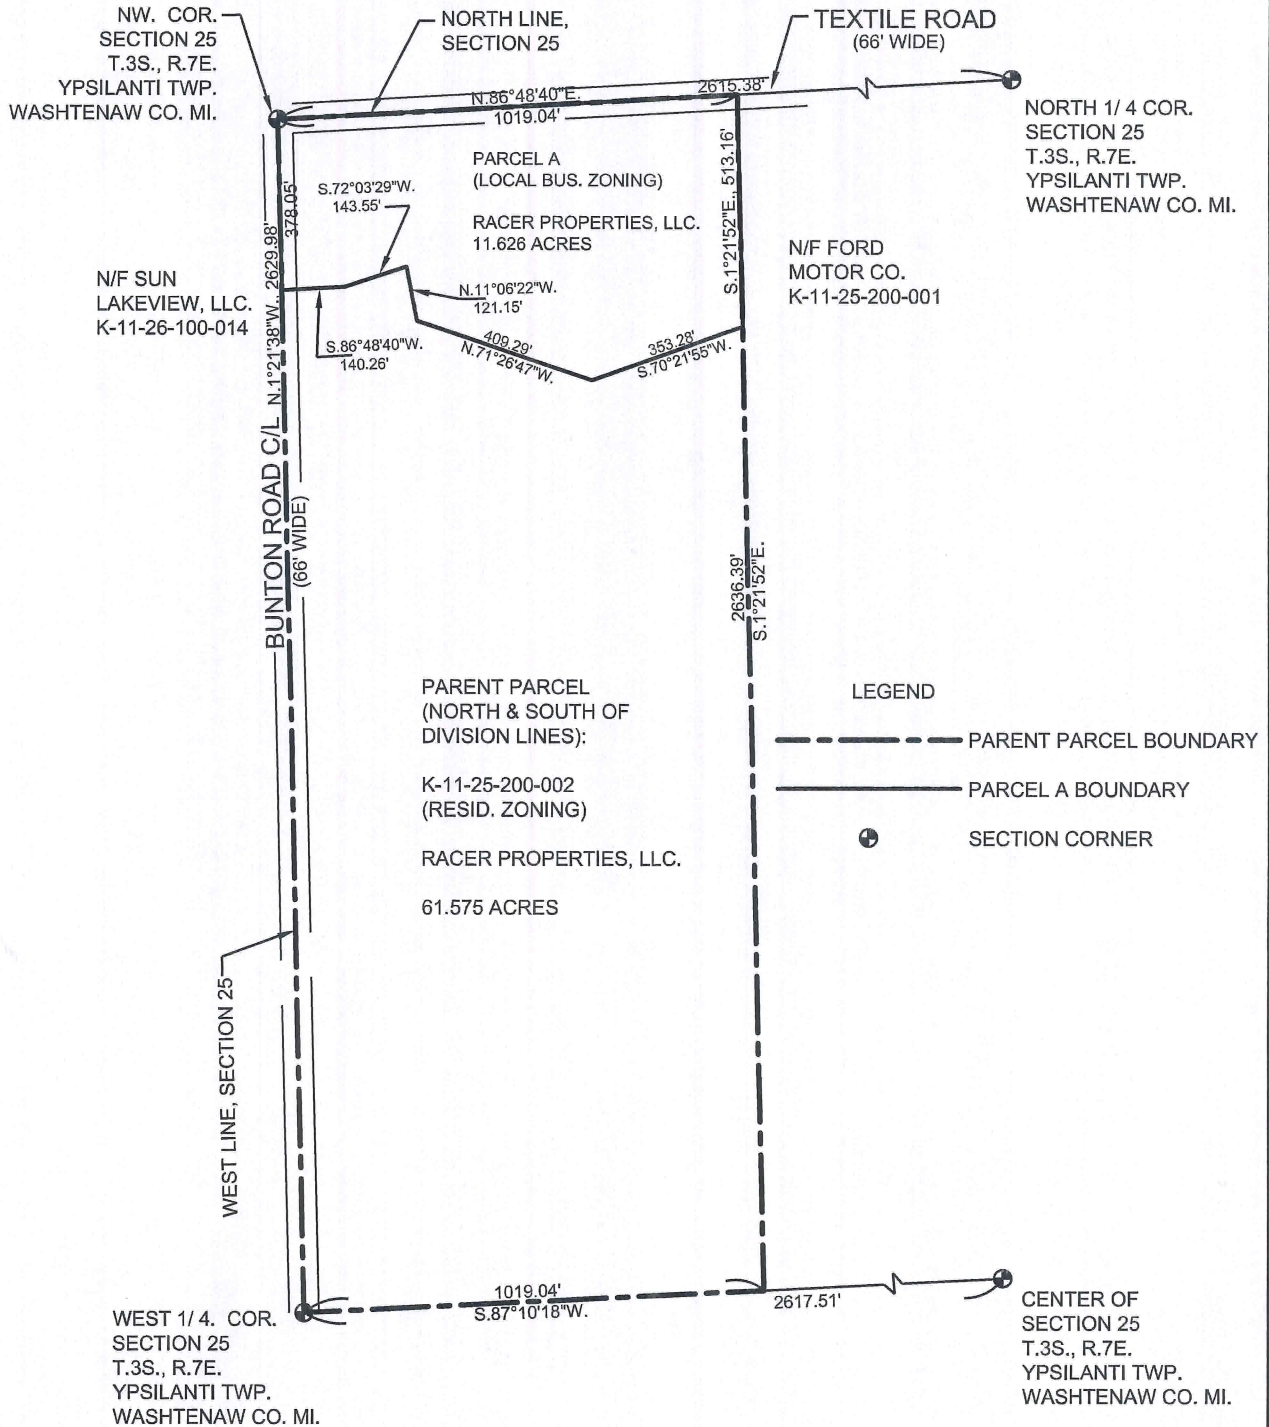 NW. COR.
SECTION 25
T.3S., R.7E.
YPSILANTI TWP.
WASHTENAW CO. MI.
NORTH LINE,
SECTION 25
TEXTILE ROAD
(66' WIDE)
N.86°48'40"E.
1019.04'
2615.38'
NORTH 1/4 COR.
SECTION 25
T.3S., R.7E.
YPSILANTI TWP.
WASHTENAW CO. MI.
PARCEL A
(LOCAL BUS. ZONING)
RACER PROPERTIES, LLC.
11.626 ACRES
S.72°03'29"W.
143.55'
378.05'
N.1°21'38"W., 2629.98'
S.1°21'52"E., 513.16'
N/F SUN
LAKEVIEW, LLC.
K-11-26-100-014
N/F FORD
MOTOR CO.
K-11-25-200-001
N.11°06'22"W.
121.15'
S.86°48'40"W.
140.26'
409.29'
N.71°26'47"W.
353.28'
S.70°21'55"W.
BUNTON ROAD C/L
(66' WIDE)
2636.39'
S.1°21'52"E.
PARENT PARCEL
(NORTH & SOUTH OF
DIVISION LINES):
K-11-25-200-002
(RESID. ZONING)
RACER PROPERTIES, LLC.
61.575 ACRES
LEGEND
PARENT PARCEL BOUNDARY
PARCEL A BOUNDARY
SECTION CORNER
WEST LINE, SECTION 25
1019.04'
S.87°10'18"W.
2617.51'
WEST 1/4. COR.
SECTION 25
T.3S., R.7E.
YPSILANTI TWP.
WASHTENAW CO. MI.
CENTER OF
SECTION 25
T.3S., R.7E.
YPSILANTI TWP.
WASHTENAW CO. MI.